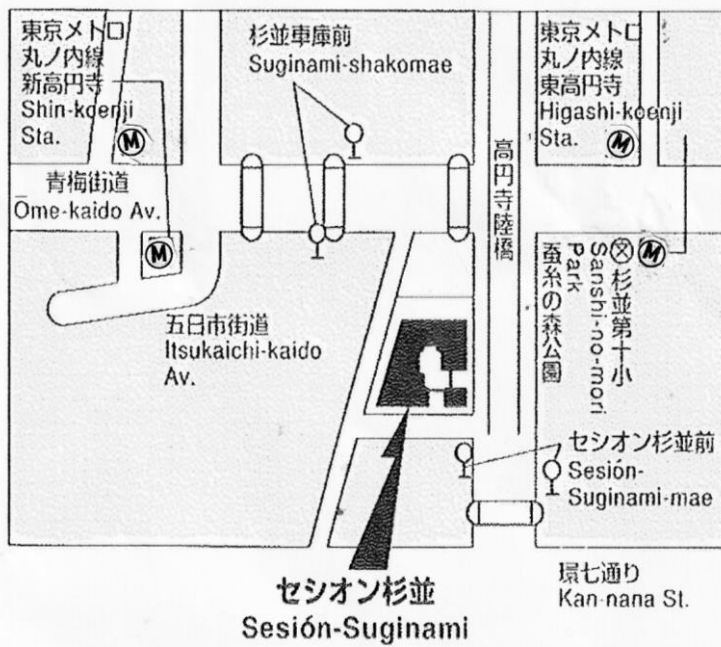 東京メトロ
丸ノ内線
新高円寺
Shin-koenji
Sta.
M
M
杉並車庫前
Suginami-shakomae
東京メトロ
丸ノ内線
東高円寺
Higashi-koenji
Sta.
M
M
青梅街道
Ōme-kaido Av.
高円寺陸橋
五日市街道
Itsukaichi-kaido
Av.
杉並第十小
Sanshi-no-mori
Park
蚕糸の森公園
セシオン杉並前
Sesión-
Suginami-mae
セシオン杉並
Sesión-Suginami
環七通り
Kan-nana St.